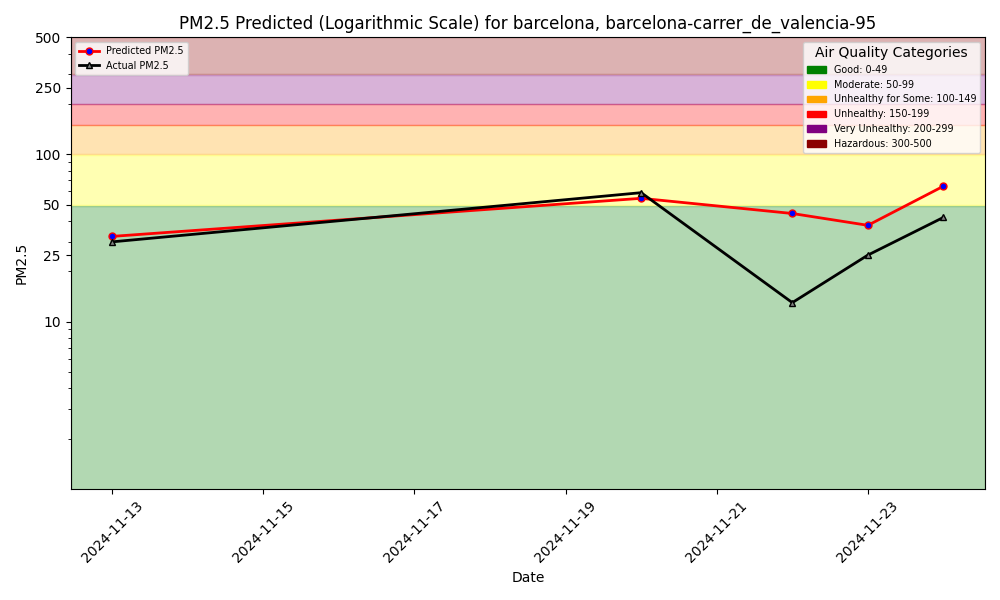 PM2.5 Predicted (Logarithmic Scale) for barcelona, barcelona-carrer_de_valencia-95
500
250
100
50
25
10
PM2.5
Predicted PM2.5
Actual PM2.5
Air Quality Categories
Good: 0-49
Moderate: 50-99
Unhealthy for Some: 100-149
Unhealthy: 150-199
Very Unhealthy: 200-299
Hazardous: 300-500
2024-11-13
2024-11-15
2024-11-17
2024-11-19
2024-11-21
2024-11-23
Date